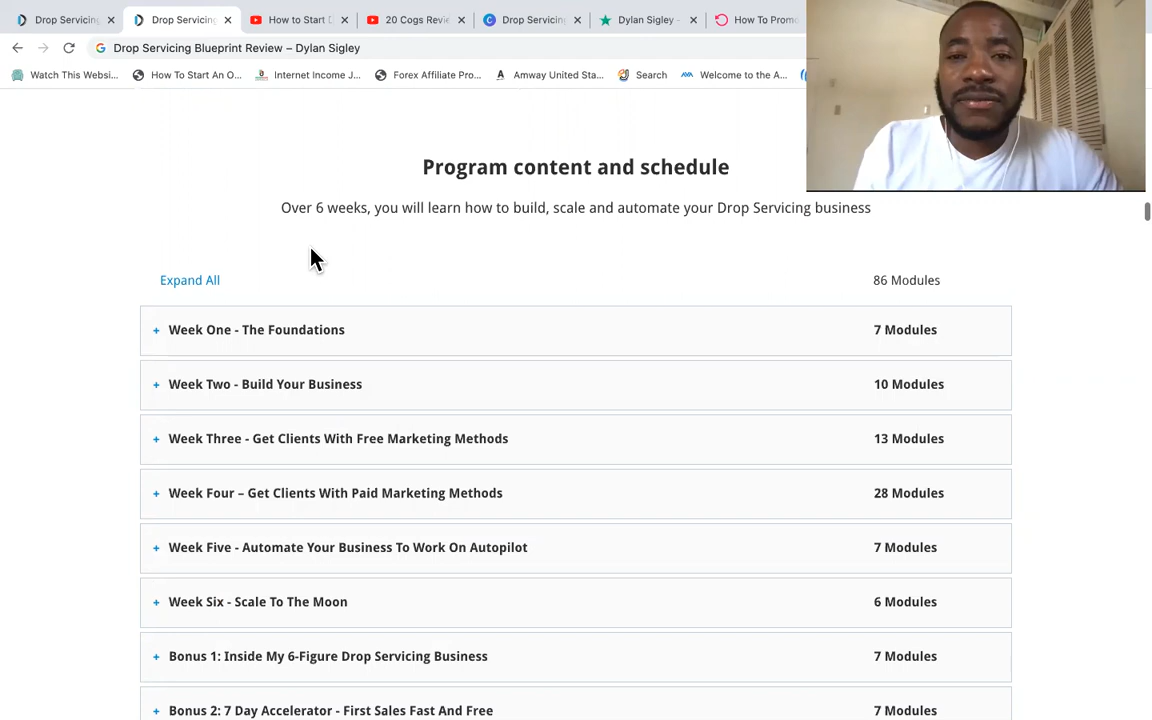 Drop Servicing
Drop Servicing
How to Start D
20 Cogs Revie
Drop Servicing
Dylan Sigley -
How To Promo
Drop Servicing Blueprint Review – Dylan Sigley
Watch This Websi...
How To Start An O...
Internet Income J...
Forex Affiliate Pro...
Amway United Sta...
Search
Welcome to the A...
Program content and schedule
Over 6 weeks, you will learn how to build, scale and automate your Drop Servicing business
Expand All
86 Modules
+ Week One - The Foundations 7 Modules
+ Week Two - Build Your Business 10 Modules
+ Week Three - Get Clients With Free Marketing Methods 13 Modules
+ Week Four – Get Clients With Paid Marketing Methods 28 Modules
+ Week Five - Automate Your Business To Work On Autopilot 7 Modules
+ Week Six - Scale To The Moon 6 Modules
+ Bonus 1: Inside My 6-Figure Drop Servicing Business 7 Modules
+ Bonus 2: 7 Day Accelerator - First Sales Fast And Free 7 Modules